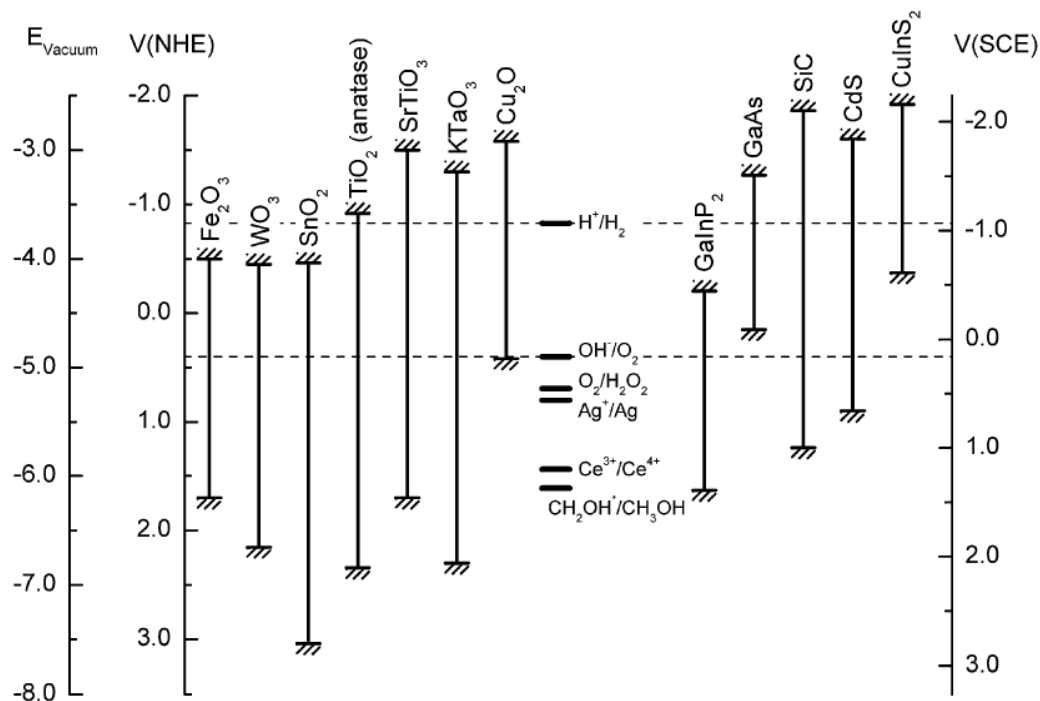 E_Vacuum
V(NHE)
V(SCE)
-2.0
-1.0
0.0
1.0
2.0
3.0
-3.0
-4.0
-5.0
-6.0
-7.0
-8.0
Fe₂O₃
WO₃
SnO₂
TiO₂ (anatase)
SrTiO₃
KTaO₃
Cu₂O
H⁺/H₂
OH⁻/O₂
O₂/H₂O₂
Ag⁺/Ag
Ce³⁺/Ce⁴⁺
CH₂OH*/CH₃OH
GaInP₂
GaAs
SiC
CdS
CuInS₂
-2.0
-1.0
0.0
1.0
2.0
3.0